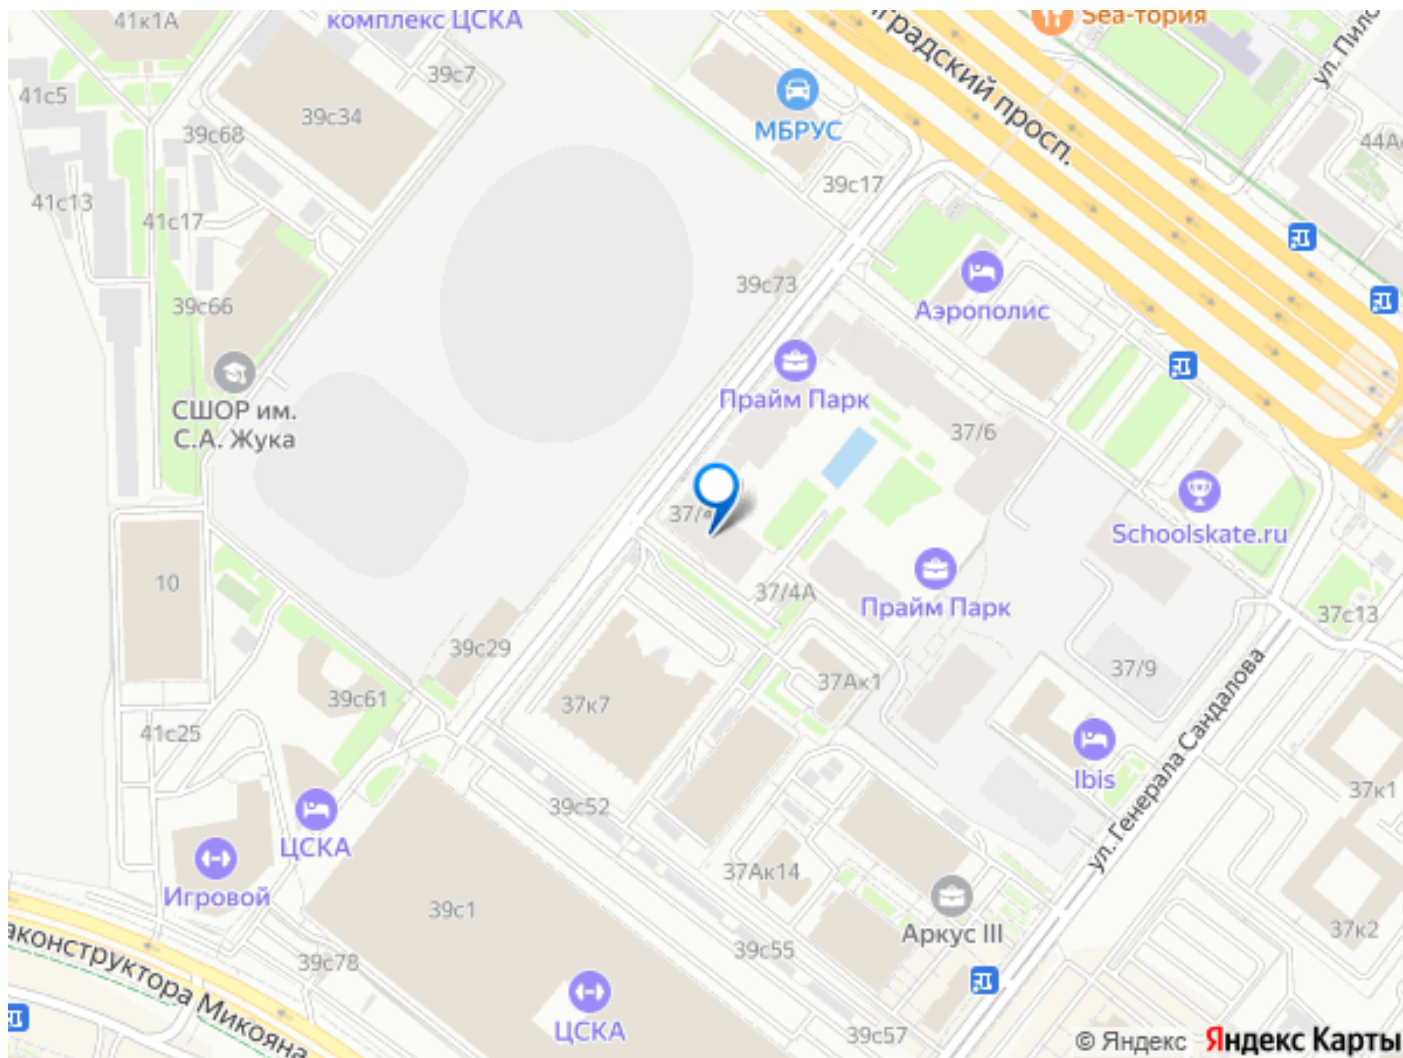 41к1А
комплекс ЦСКА
Sea-тория
градский просп.
ул. Пило
39с7
41с5
39с34
39с68
МБРУС
44А
39с17
41с13
41с17
39с73
Аэрополис
39с66
Прайм Парк
СШОР им.
С.А. Жука
37/6
37/4
Schoolskate.ru
10
37/4А
Прайм Парк
37с13
39с29
37Ак1
37/9
39с61
37к7
41с25
ул. Генерала Сандалова
Ibis
37к1
39с52
ЦСКА
37Ак14
Игровой
39с1
Аркус III
37к2
39с55
аконструктора Микояна
39с78
ЦСКА
39с57
© Яндекс Яндекс Карты